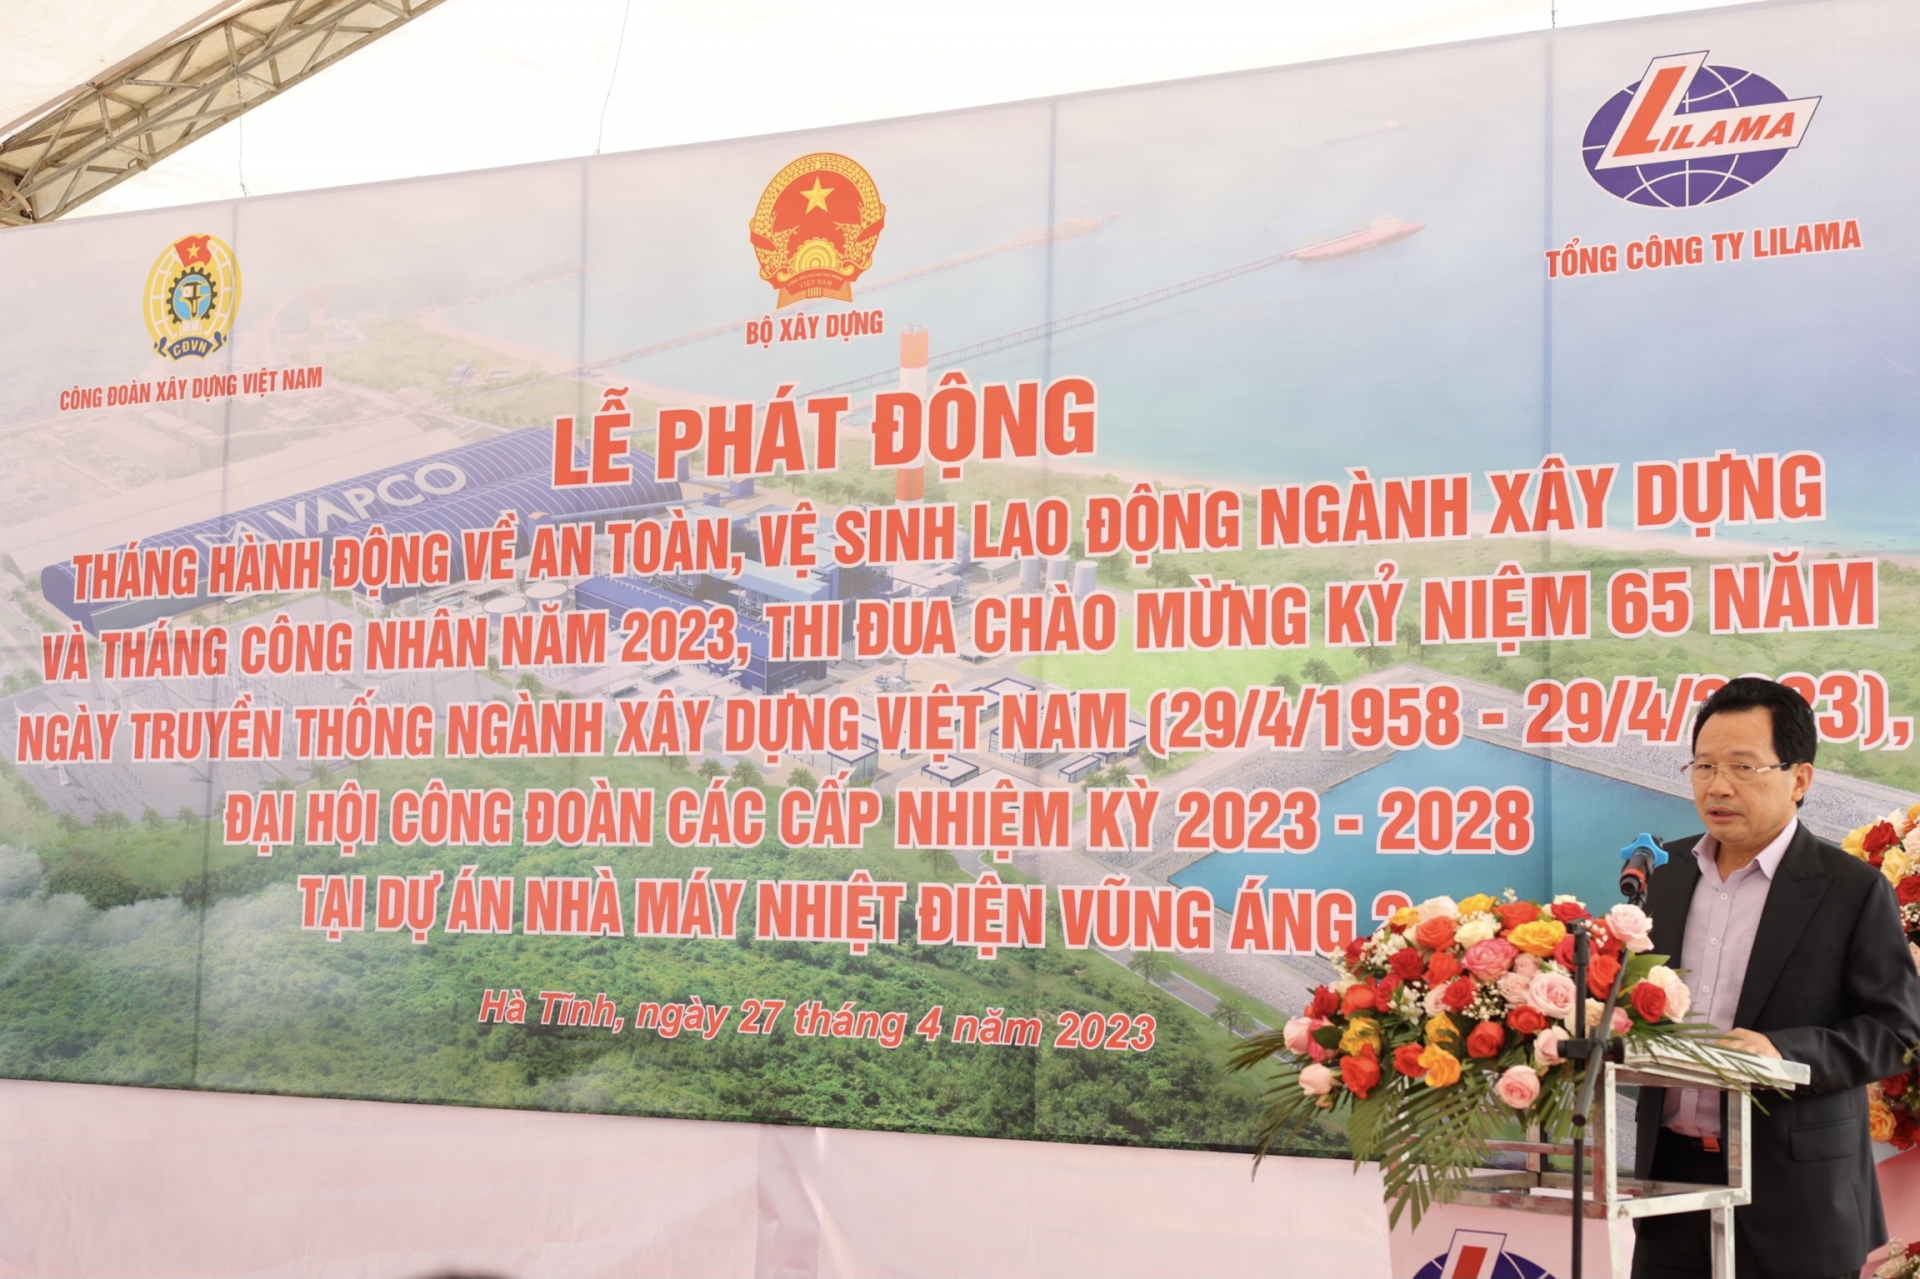 LILAMA
TỔNG CÔNG TY LILAMA
VIỆT NAM
BỘ XÂY DỰNG
CĐVN
CÔNG ĐOÀN XÂY DỰNG VIỆT NAM
LỄ PHÁT ĐỘNG
VAPCO
THÁNG HÀNH ĐỘNG VỀ AN TOÀN, VỆ SINH LAO ĐỘNG NGÀNH XÂY DỰNG
VÀ THÁNG CÔNG NHÂN NĂM 2023, THI ĐUA CHÀO MỪNG KỶ NIỆM 65 NĂM
NGÀY TRUYỀN THỐNG NGÀNH XÂY DỰNG VIỆT NAM (29/4/1958 - 29/4/2023),
ĐẠI HỘI CÔNG ĐOÀN CÁC CẤP NHIỆM KỲ 2023 - 2028
TẠI DỰ ÁN NHÀ MÁY NHIỆT ĐIỆN VŨNG ÁNG 2
Hà Tĩnh, ngày 27 tháng 4 năm 2023